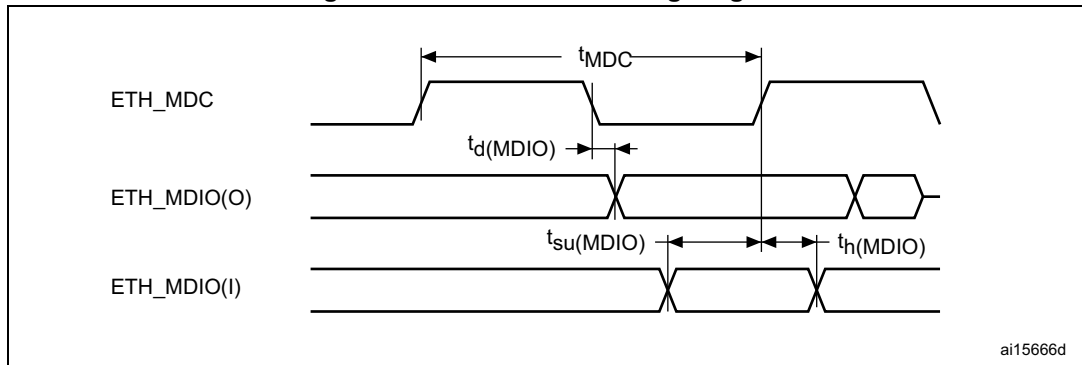 tMDC
ETH_MDC
td(MDIO)
ETH_MDIO(O)
tsu(MDIO)
th(MDIO)
ETH_MDIO(I)
ai15666d